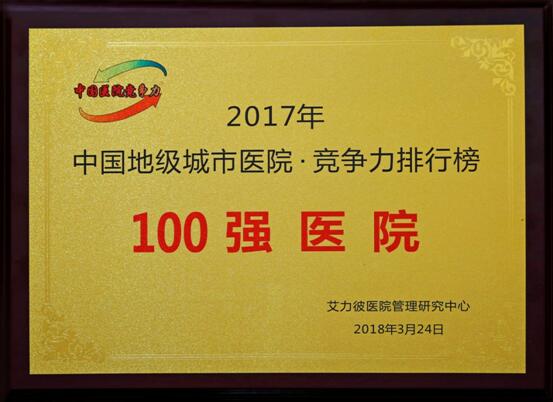 中国医院竞争力
2017年
中国地级城市医院·竞争力排行榜
100强医院
艾力彼医院管理研究中心
2018年3月24日